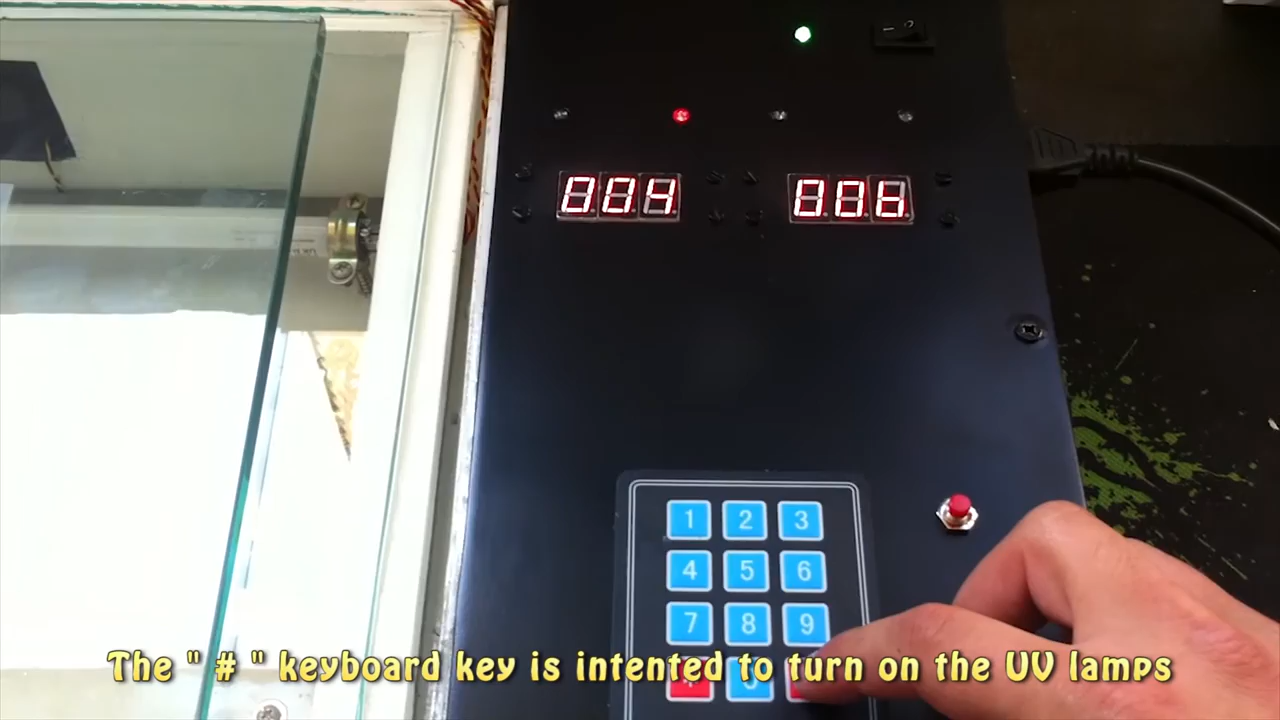 004 006
1 2 3
4 5 6
7 8 9
The " # " keyboard key is intented to turn on the UV lamps